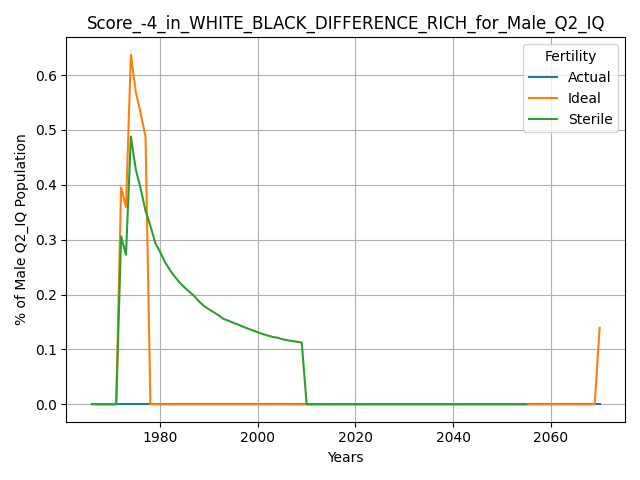 Score_-4_in_WHITE_BLACK_DIFFERENCE_RICH_for_Male_Q2_IQ
Fertility
Actual
Ideal
Sterile
% of Male Q2_IQ Population
0.6
0.5
0.4
0.3
0.2
0.1
0.0
1980 2000 2020 2040 2060
Years